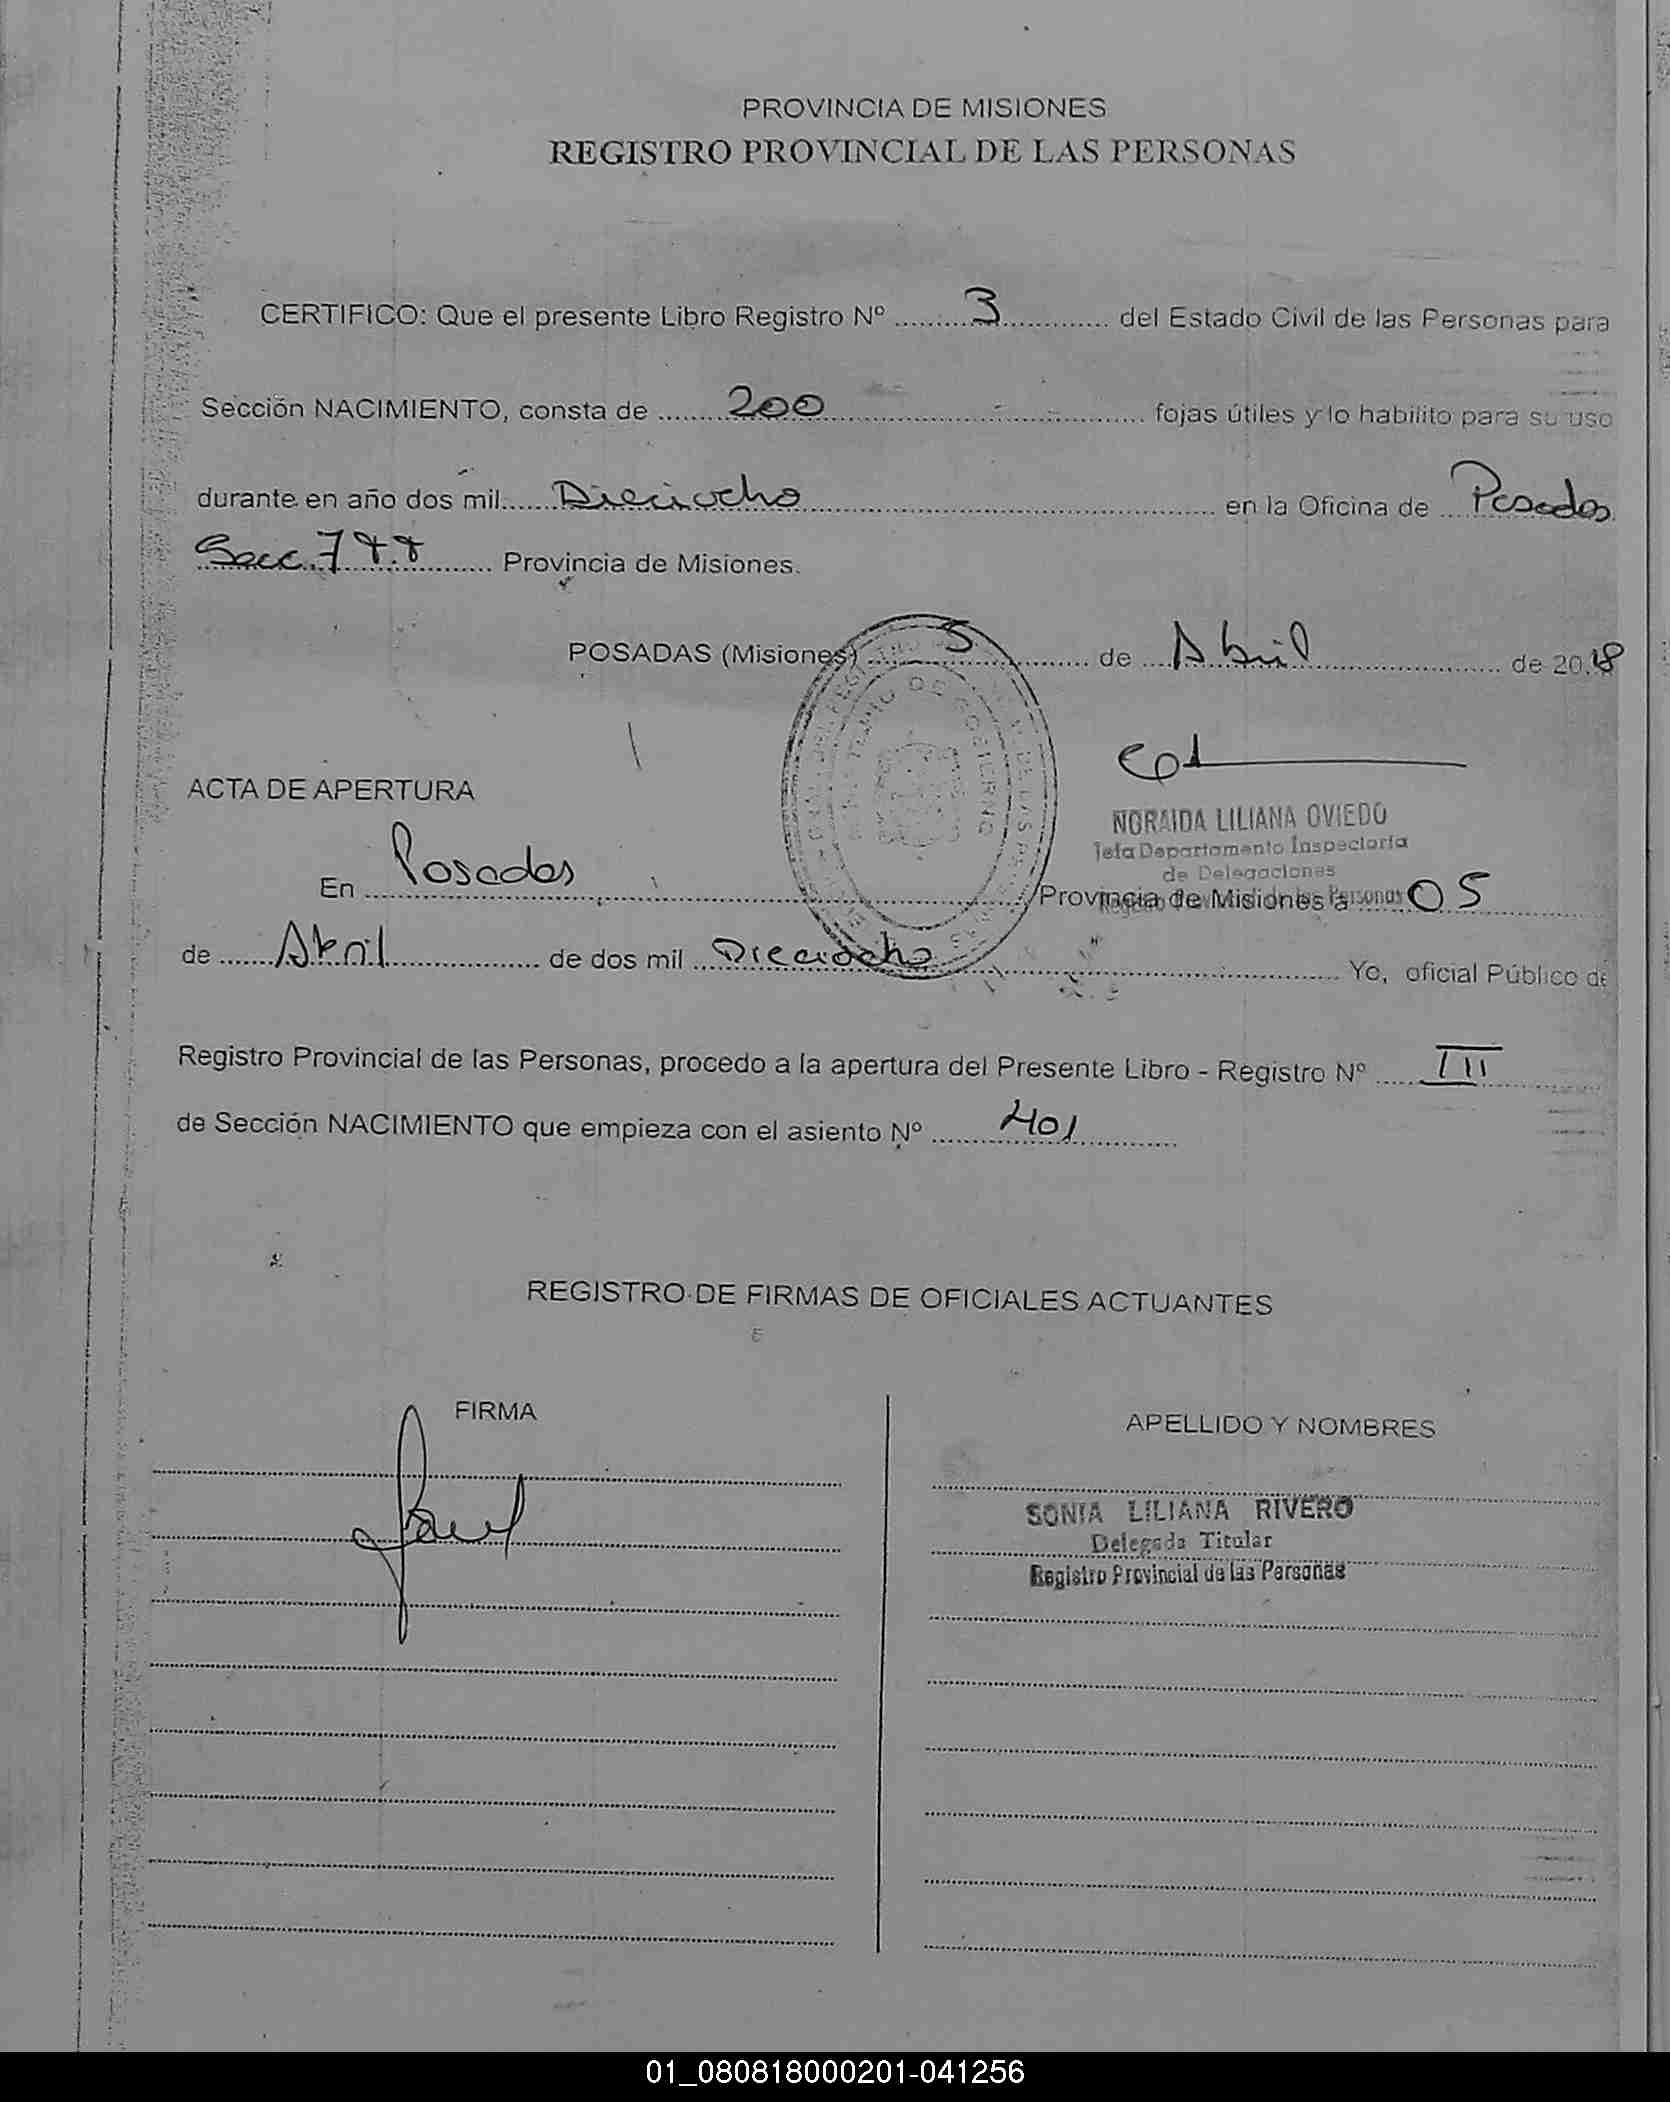 PROVINCIA DE MISIONES
REGISTRO PROVINCIAL DE LAS PERSONAS
CERTIFICO: Que el presente Libro Registro Nº 3 del Estado Civil de las Personas para
Sección NACIMIENTO, consta de 200 fojas útiles y lo habilito para su uso
durante en año dos mil Dieciocho en la Oficina de Posadas
Secc. 7 Provincia de Misiones.
POSADAS (Misiones) 5 de Abril de 2018
NORAIDA LILIANA OVIEDO
Jefa Departamento Inspectoria
de Delegaciones
ACTA DE APERTURA
En Posadas Provincia de Misiones a 05
de Abril de dos mil Dieciocho Yo, oficial Público de
Registro Provincial de las Personas, procedo a la apertura del Presente Libro - Registro Nº III
de Sección NACIMIENTO que empieza con el asiento Nº 401
REGISTRO DE FIRMAS DE OFICIALES ACTUANTES
FIRMA
APELLIDO Y NOMBRES
SONIA LILIANA RIVERO
Delegada Titular
Registro Provincial de las Personas
01_080818000201-041256